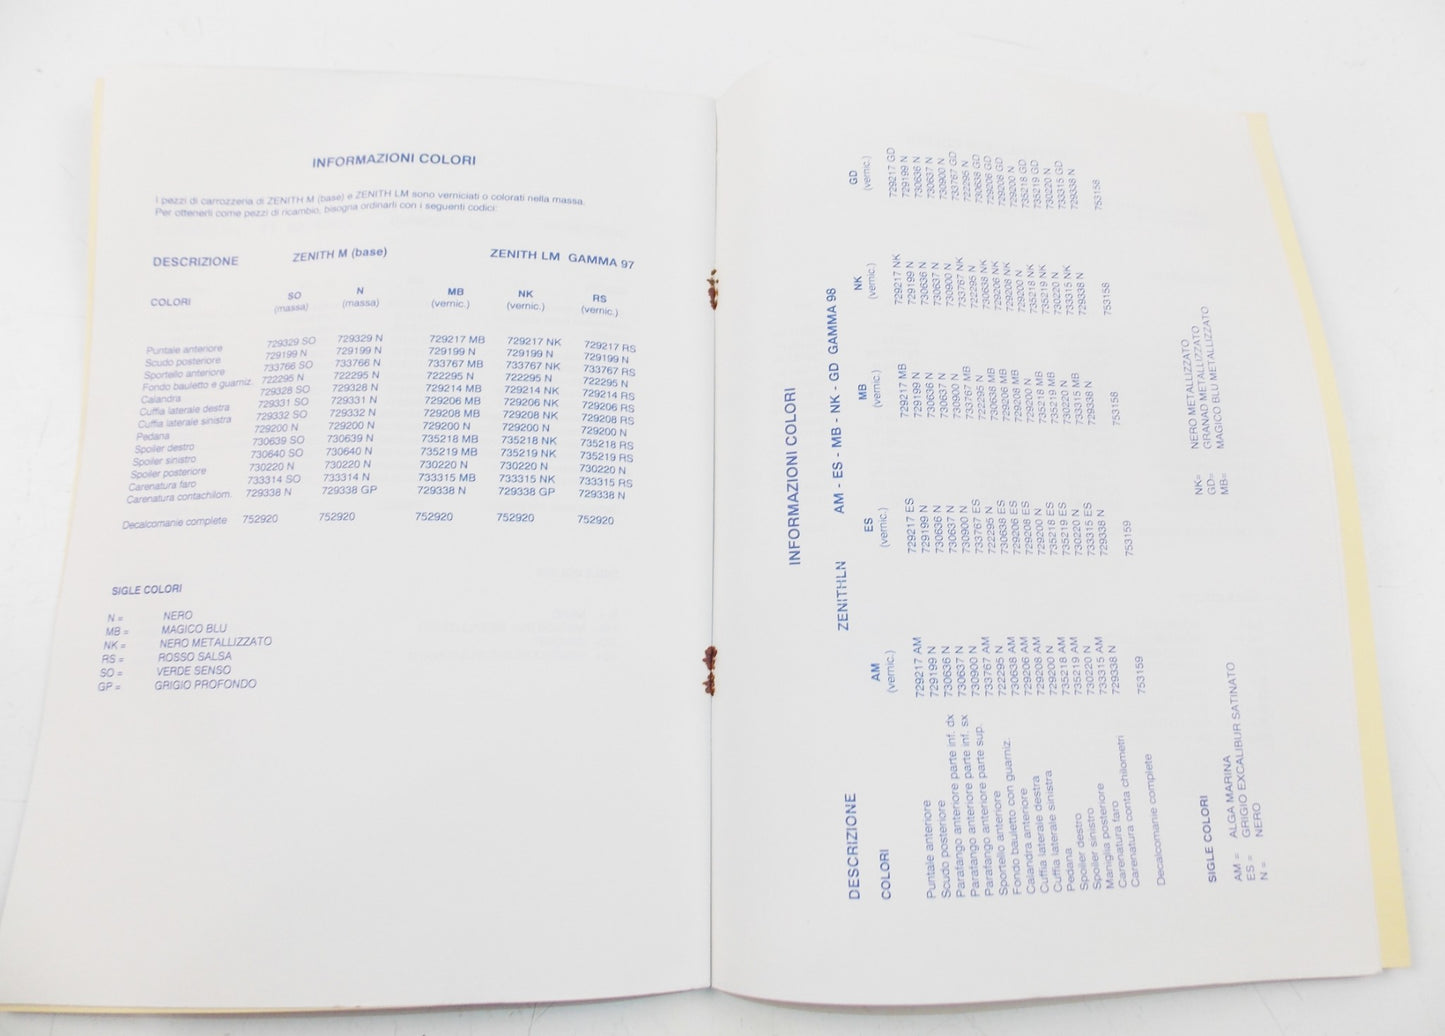 INFORMAZIONI COLORI
I pezzi di carrozzeria di ZENITH M (base) e ZENITH LM sono verniciati o colorati nella massa.
Per ottenerli come pezzi di ricambio, bisogna ordinarli con i seguenti codici:
DESCRIZIONE ZENITH M (base) ZENITH LM GAMMA 97
COLORI SO N MB NK RS
(massa) (massa) (vernic.) (vernic.) (vernic.)
Puntale anteriore 729329 SO 729329 N 729217 MB 729217 NK 729217 RS
Scudo posteriore 729199 N 729199 N 729199 N 729199 N 729199 N
Sportello anteriore 733766 SO 733766 N 733767 MB 733767 NK 733767 RS
Fondo bauletto e guarniz. 722295 N 722295 N 722295 N 722295 N 722295 N
Calandra 729328 SO 729328 N 729214 MB 729214 NK 729214 RS
Cuffia laterale destra 729331 SO 729331 N 729206 MB 729206 NK 729206 RS
Cuffia laterale sinistra 729332 SO 729332 N 729208 MB 729208 NK 729208 RS
Pedana 729200 N 729200 N 729200 N 729200 N 729200 N
Spoiler destro 730639 SO 730639 N 735218 MB 735218 NK 735218 RS
Spoiler sinistro 730640 SO 730640 N 735219 MB 735219 NK 735219 RS
Spoiler posteriore 730220 N 730220 N 730220 N 730220 N 730220 N
Carenatura faro 733314 SO 733314 N 733315 MB 733315 NK 733315 RS
Carenatura contachilom. 729338 N 729338 GP 729338 N 729338 GP 729338 N
Decalcomanie complete 752920 752920 752920 752920 752920
SIGLE COLORI
N = NERO
MB = MAGICO BLU
NK = NERO METALLIZZATO
RS = ROSSO SALSA
SO = VERDE SENSO
GP = GRIGIO PROFONDO
INFORMAZIONI COLORI
ZENITHLN AM - ES - MB - NK - GD GAMMA 98
DESCRIZIONE
COLORI AM ES MB NK GD
(vernic.) (vernic.) (vernic.) (vernic.) (vernic.)
Puntale anteriore 729217 AM 729217 ES 729217 MB 729217 NK 729217 GD
Scudo posteriore 729199 N 729199 N 729199 N 729199 N 729199 N
Parafango anteriore parte inf. dx 730636 N 730636 N 730636 N 730636 N 730636 N
Parafango anteriore parte inf. sx 730637 N 730637 N 730637 N 730637 N 730637 N
Parafango anteriore parte sup. 730900 N 730900 N 730900 N 730900 N 730900 N
Sportello anteriore 733767 AM 733767 ES 733767 MB 733767 NK 733767 GD
Fondo bauletto con guarniz. 722295 N 722295 N 722295 N 722295 N 722295 N
Calandra anteriore 730638 AM 730638 ES 730638 MB 730638 NK 730638 GD
Cuffia laterale destra 729206 AM 729206 ES 729206 MB 729206 NK 729206 GD
Cuffia laterale sinistra 729208 AM 729208 ES 729208 MB 729208 NK 729208 GD
Pedana 729200 N 729200 N 729200 N 729200 N 729200 N
Spoiler destro 735218 AM 735218 ES 735218 MB 735218 NK 735218 GD
Spoiler sinistro 735219 AM 735219 ES 735219 MB 735219 NK 735219 GD
Maniglia posteriore 730220 N 730220 N 730220 N 730220 N 730220 N
Carenatura faro 733315 AM 733315 ES 733315 MB 733315 NK 733315 GD
Carenatura conta chilometri 729338 N 729338 N 729338 N 729338 N 729338 N
Decalcomanie complete 753159 753159 753158 753158 753158
SIGLE COLORI
AM = ALGA MARINA NK= NERO METALLIZZATO
ES = GRIGIO EXCALIBUR SATINATO GD= GRANAD METALLIZZATO
N = NERO MB= MAGICO BLU METALLIZZATO